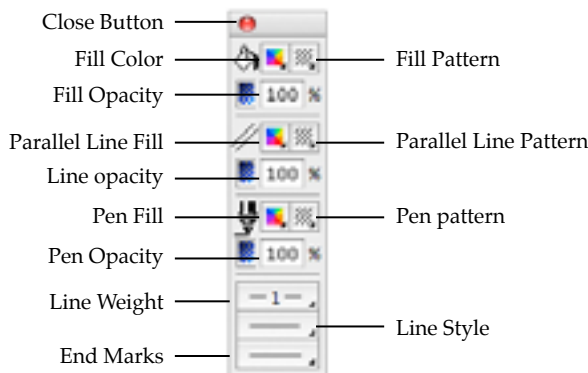 Close Button
Fill Color
Fill Pattern
Fill Opacity
100 %
Parallel Line Fill
Parallel Line Pattern
Line opacity
100 %
Pen Fill
Pen pattern
Pen Opacity
100 %
Line Weight
1
Line Style
End Marks